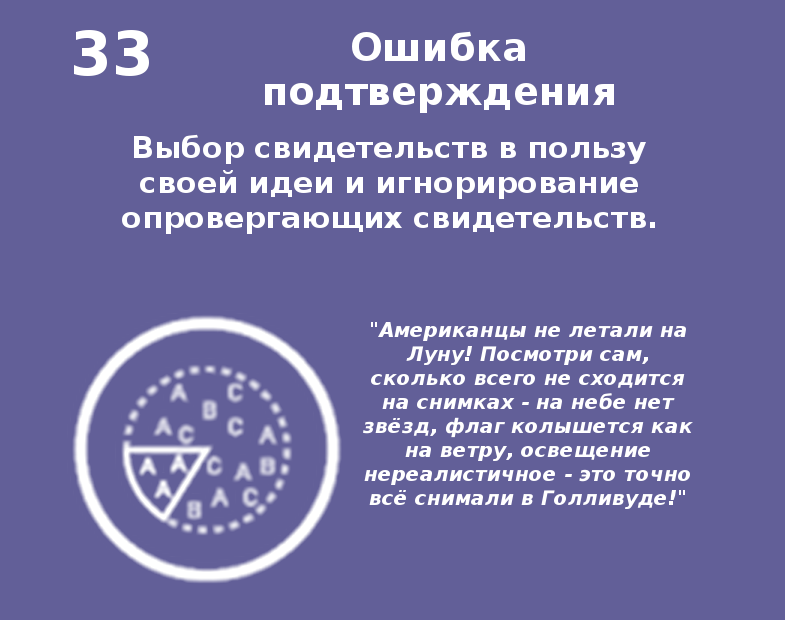 33
Ошибка
подтверждения
Выбор свидетельств в пользу
своей идеи и игнорирование
опровергающих свидетельств.
"Американцы не летали на
Луну! Посмотри сам,
сколько всего не сходится
на снимках - на небе нет
звёзд, флаг колышется как
на ветру, освещение
нереалистичное - это точно
всё снимали в Голливуде!"
A C
B
A C C A
A A C A B
A B A C